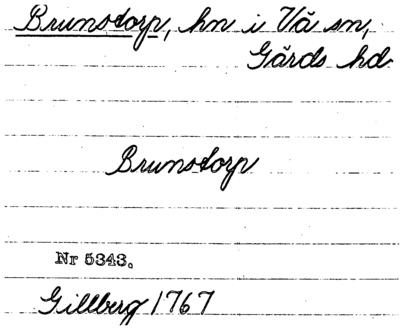 Brunstorp, hn i Vä sn,
Gärds hd.
Brunstorp
Nr 5343.
Gillberg 1767